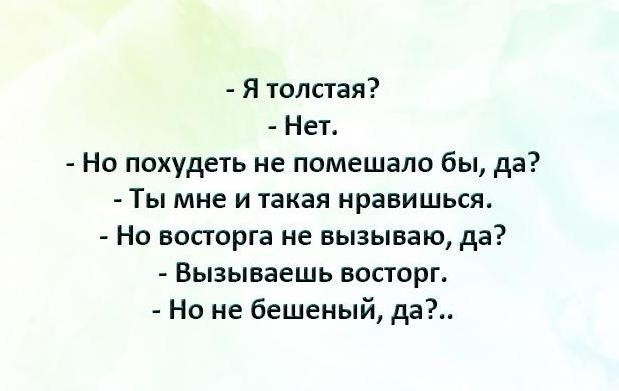 - Я толстая?
- Нет.
- Но похудеть не помешало бы, да?
- Ты мне и такая нравишься.
- Но восторга не вызываю, да?
- Вызываешь восторг.
- Но не бешеный, да?..